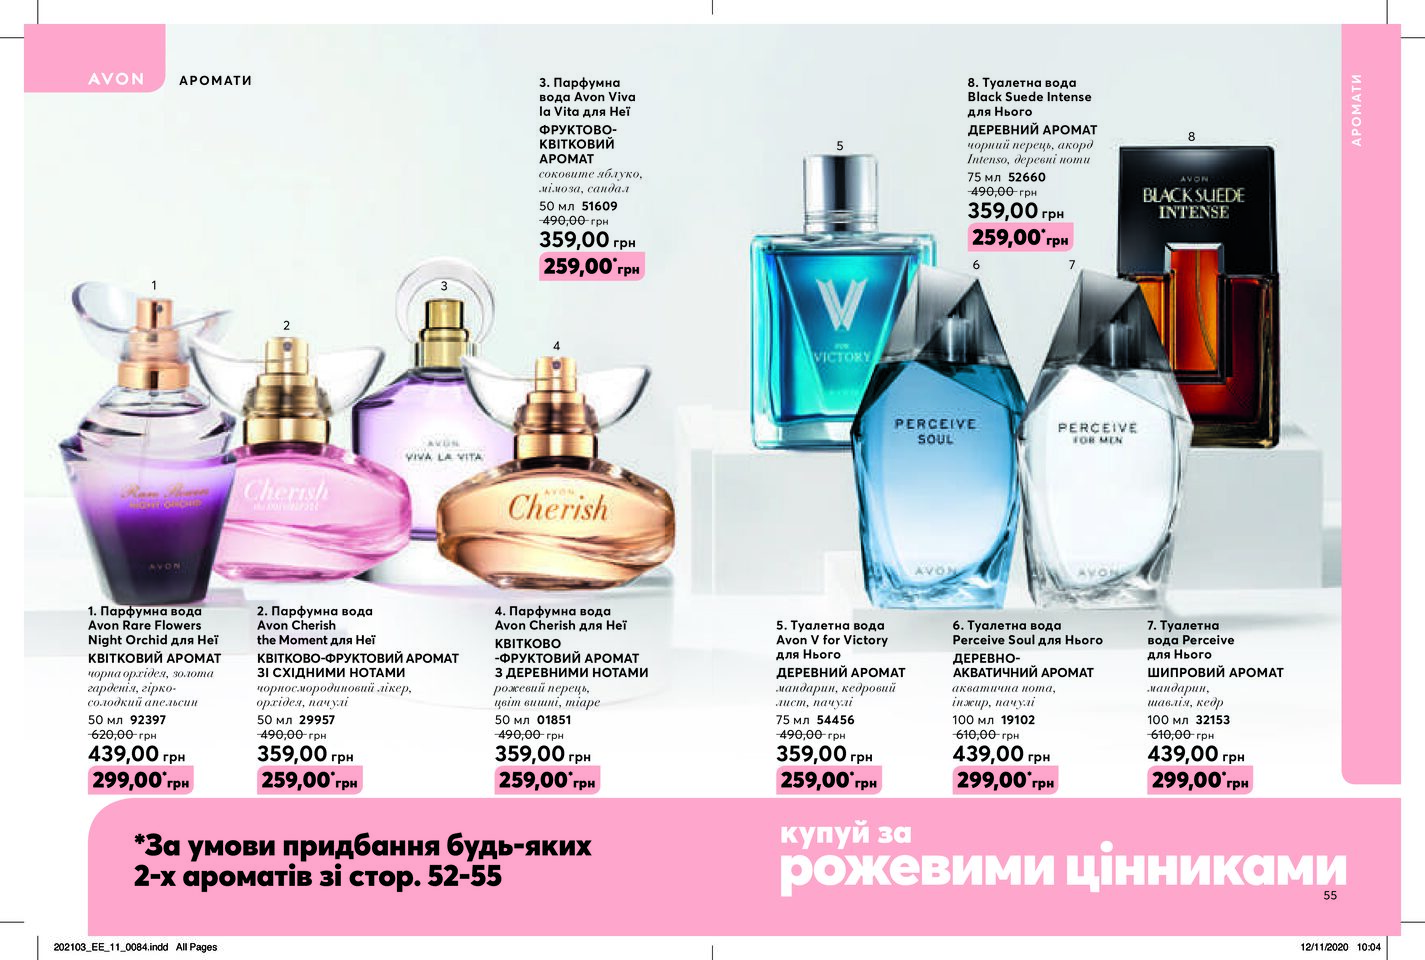 AVON
АРОМАТИ
3. Парфумна
вода Avon Viva
la Vita для Неї
ФРУКТОВО-
КВІТКОВИЙ
АРОМАТ
соковите яблуко,
мімоза, сандал
50 мл 51609
490,00 грн
359,00 грн
259,00*грн
8. Туалетна вода
Black Suede Intense
для Нього
ДЕРЕВНИЙ АРОМАТ
чорний перець, акорд
Intenso, деревні ноти
75 мл 52660
490,00 грн
359,00 грн
259,00*грн
АРОМАТИ
1
2
3
4
5
6
7
8
Rare Flowers
NIGHT ORCHID
AVON
Cherish
the MOMENT
AVON
VIVA LA VITA
AVON
Cherish
V
FOR
VICTORY
AVON
PERCEIVE
SOUL
AVON
PERCEIVE
FOR MEN
AVON
AVON
BLACK SUEDE
INTENSE
1. Парфумна вода
Avon Rare Flowers
Night Orchid для Неї
КВІТКОВИЙ АРОМАТ
чорна орхідея, золота
гарденія, гірко-
солодкий апельсин
50 мл 92397
620,00 грн
439,00 грн
299,00*грн
2. Парфумна вода
Avon Cherish
the Moment для Неї
КВІТКОВО-ФРУКТОВИЙ АРОМАТ
ЗІ СХІДНИМИ НОТАМИ
чорносмородиновий лікер,
орхідея, пачулі
50 мл 29957
490,00 грн
359,00 грн
259,00*грн
4. Парфумна вода
Avon Cherish для Неї
КВІТКОВО
-ФРУКТОВИЙ АРОМАТ
З ДЕРЕВНИМИ НОТАМИ
рожевий перець,
цвіт вишні, тіаре
50 мл 01851
490,00 грн
359,00 грн
259,00*грн
5. Туалетна вода
Avon V for Victory
для Нього
ДЕРЕВНИЙ АРОМАТ
мандарин, кедровий
лист, пачулі
75 мл 54456
490,00 грн
359,00 грн
259,00*грн
6. Туалетна вода
Perceive Soul для Нього
ДЕРЕВНО-
АКВАТИЧНИЙ АРОМАТ
акватична нота,
інжир, пачулі
100 мл 19102
610,00 грн
439,00 грн
299,00*грн
7. Туалетна
вода Perceive
для Нього
ШИПРОВИЙ АРОМАТ
мандарин,
шавлія, кедр
100 мл 32153
610,00 грн
439,00 грн
299,00*грн
*За умови придбання будь-яких
2-х ароматів зі стор. 52-55
купуй за
рожевими цінниками
55
202103_EE_11_0084.indd All Pages
12/11/2020 10:04